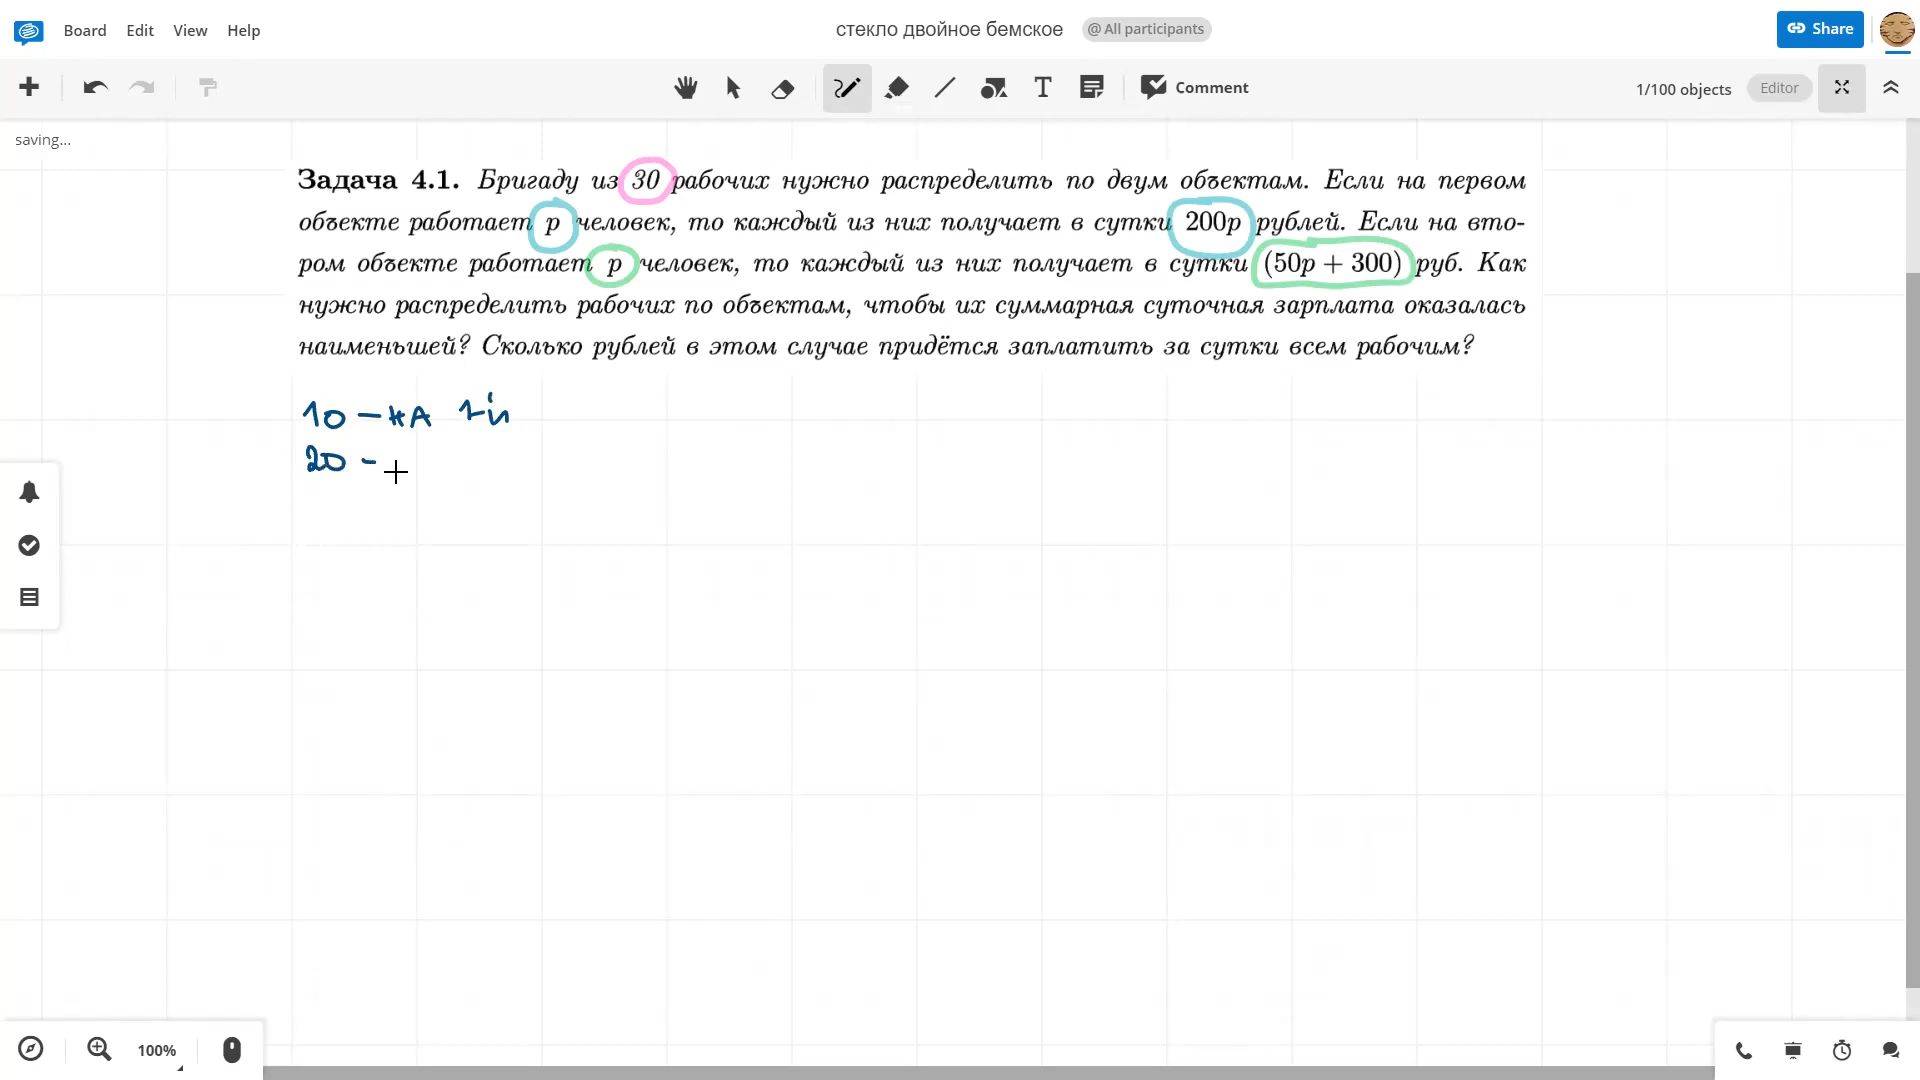 Board Edit View Help
стекло двойное бемское @ All participants
Share
Comment
1/100 objects Editor
saving...
Задача 4.1. Бригаду из 30 рабочих нужно распределить по двум объектам. Если на первом
объекте работает p человек, то каждый из них получает в сутки 200p рублей. Если на вто-
ром объекте работает p человек, то каждый из них получает в сутки (50p + 300) руб. Как
нужно распределить рабочих по объектам, чтобы их суммарная суточная зарплата оказалась
наименьшей? Сколько рублей в этом случае придётся заплатить за сутки всем рабочим?
10 – НА 1-й
20 -
100%